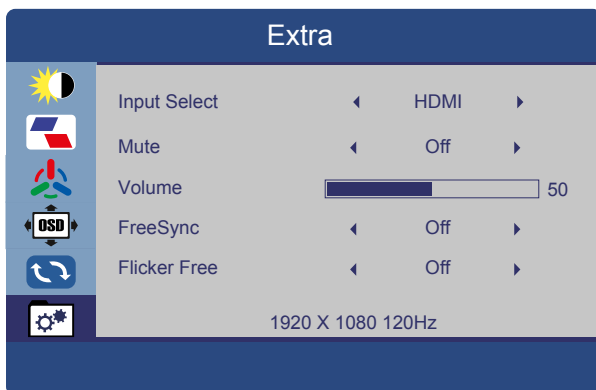 Extra
Input Select HDMI
Mute Off
Volume 50
OSD FreeSync Off
Flicker Free Off
1920 X 1080 120Hz